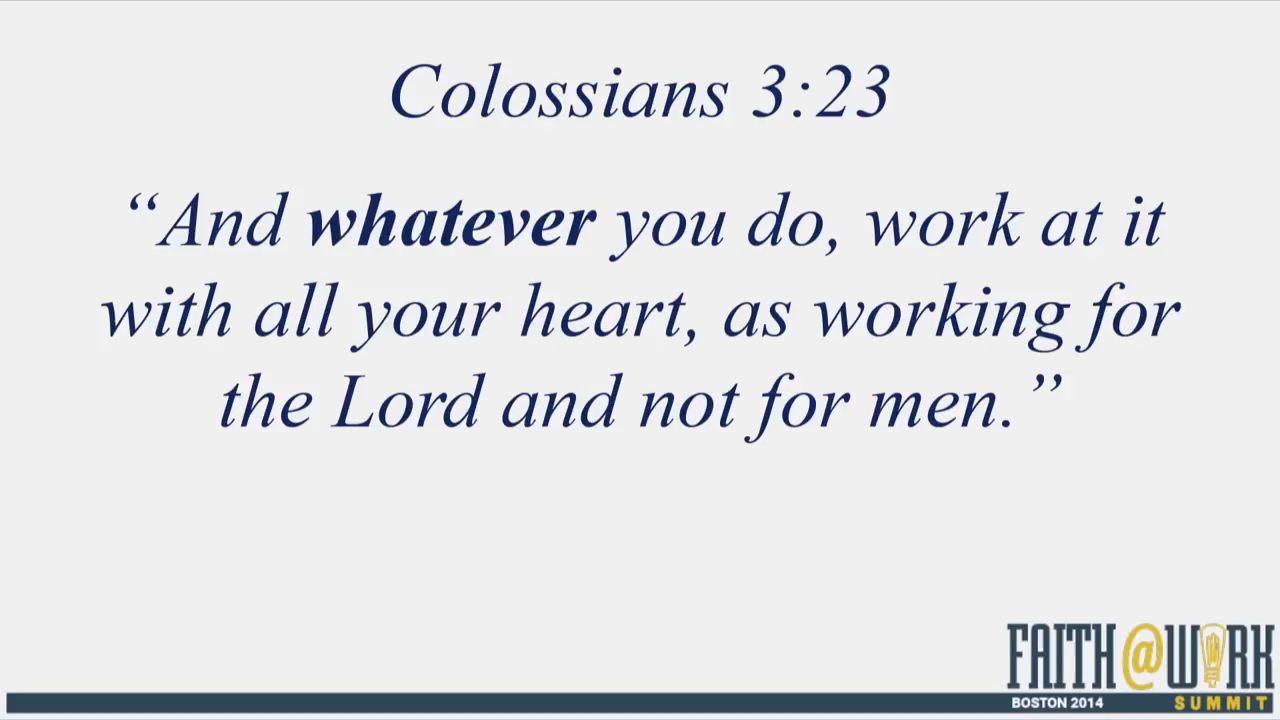 Colossians 3:23
“And whatever you do, work at it
with all your heart, as working for
the Lord and not for men.”
FAITH@WORK
BOSTON 2014 SUMMIT